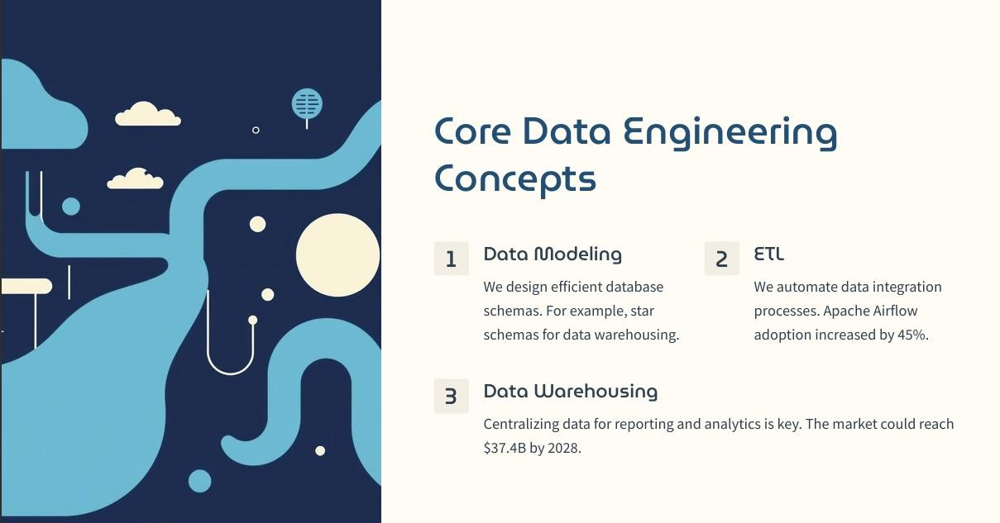 Core Data Engineering
Concepts
1
Data Modeling
We design efficient database
schemas. For example, star
schemas for data warehousing.
2
ETL
We automate data integration
processes. Apache Airflow
adoption increased by 45%.
3
Data Warehousing
Centralizing data for reporting and analytics is key. The market could reach
$37.4B by 2028.